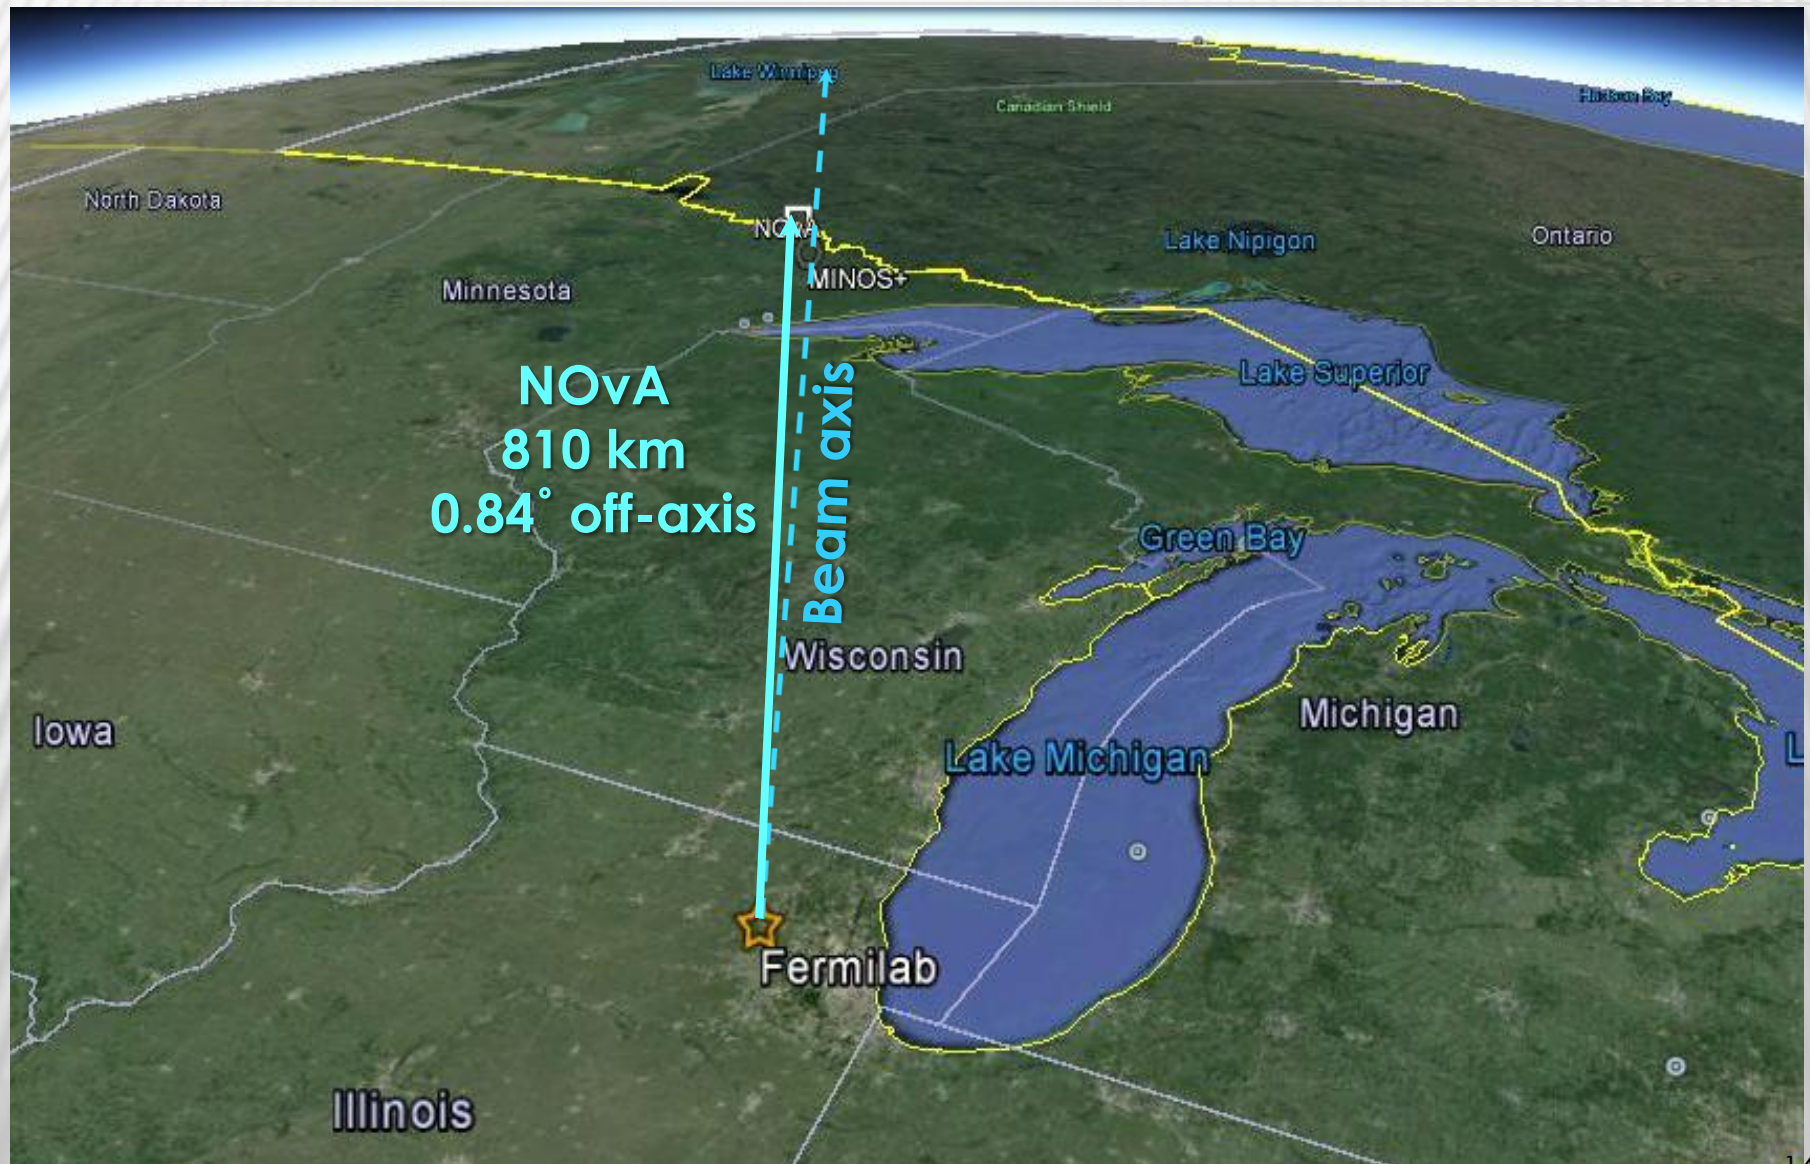 Lake Winnipeg
Canadian Shield
Hudson Bay
North Dakota
NOvA
Lake Nipigon
Ontario
Minnesota
MINOS+
NOvA
810 km
0.84° off-axis
Beam axis
Lake Superior
Green Bay
Wisconsin
Michigan
Iowa
Lake Michigan
L
Fermilab
Illinois